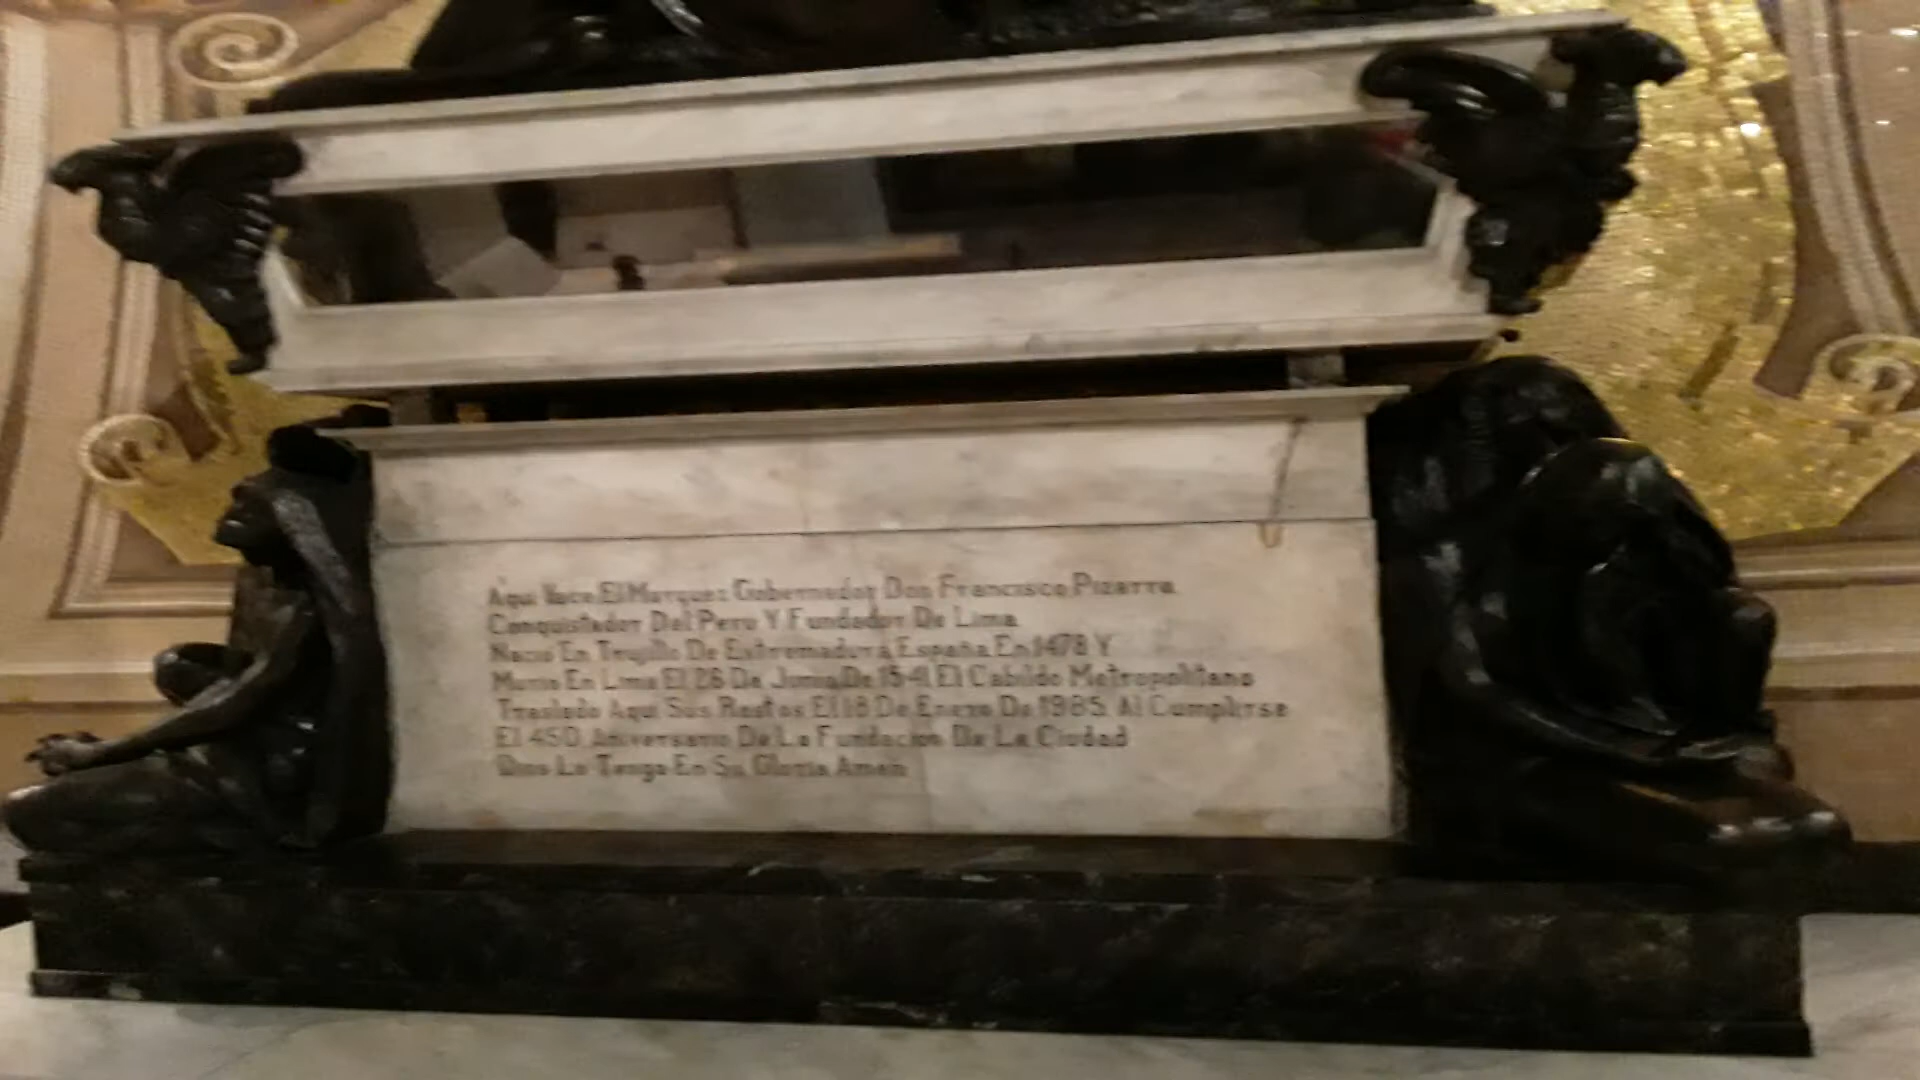 Aqui Yace El Marquez Gobernador Don Francisco Pizarro
Conquistador Del Peru Y Fundador De Lima
Nacio En Trujillo De Extremadura España En 1478 Y
Murio En Lima El 26 De Junio De 1541 El Cabildo Metropolitano
Traslado Aqui Sus Restos El 18 De Enero De 1985 Al Cumplirse
El 450 Aniversario De La Fundacion De La Ciudad
Dios Lo Tenga En Su Gloria Amen